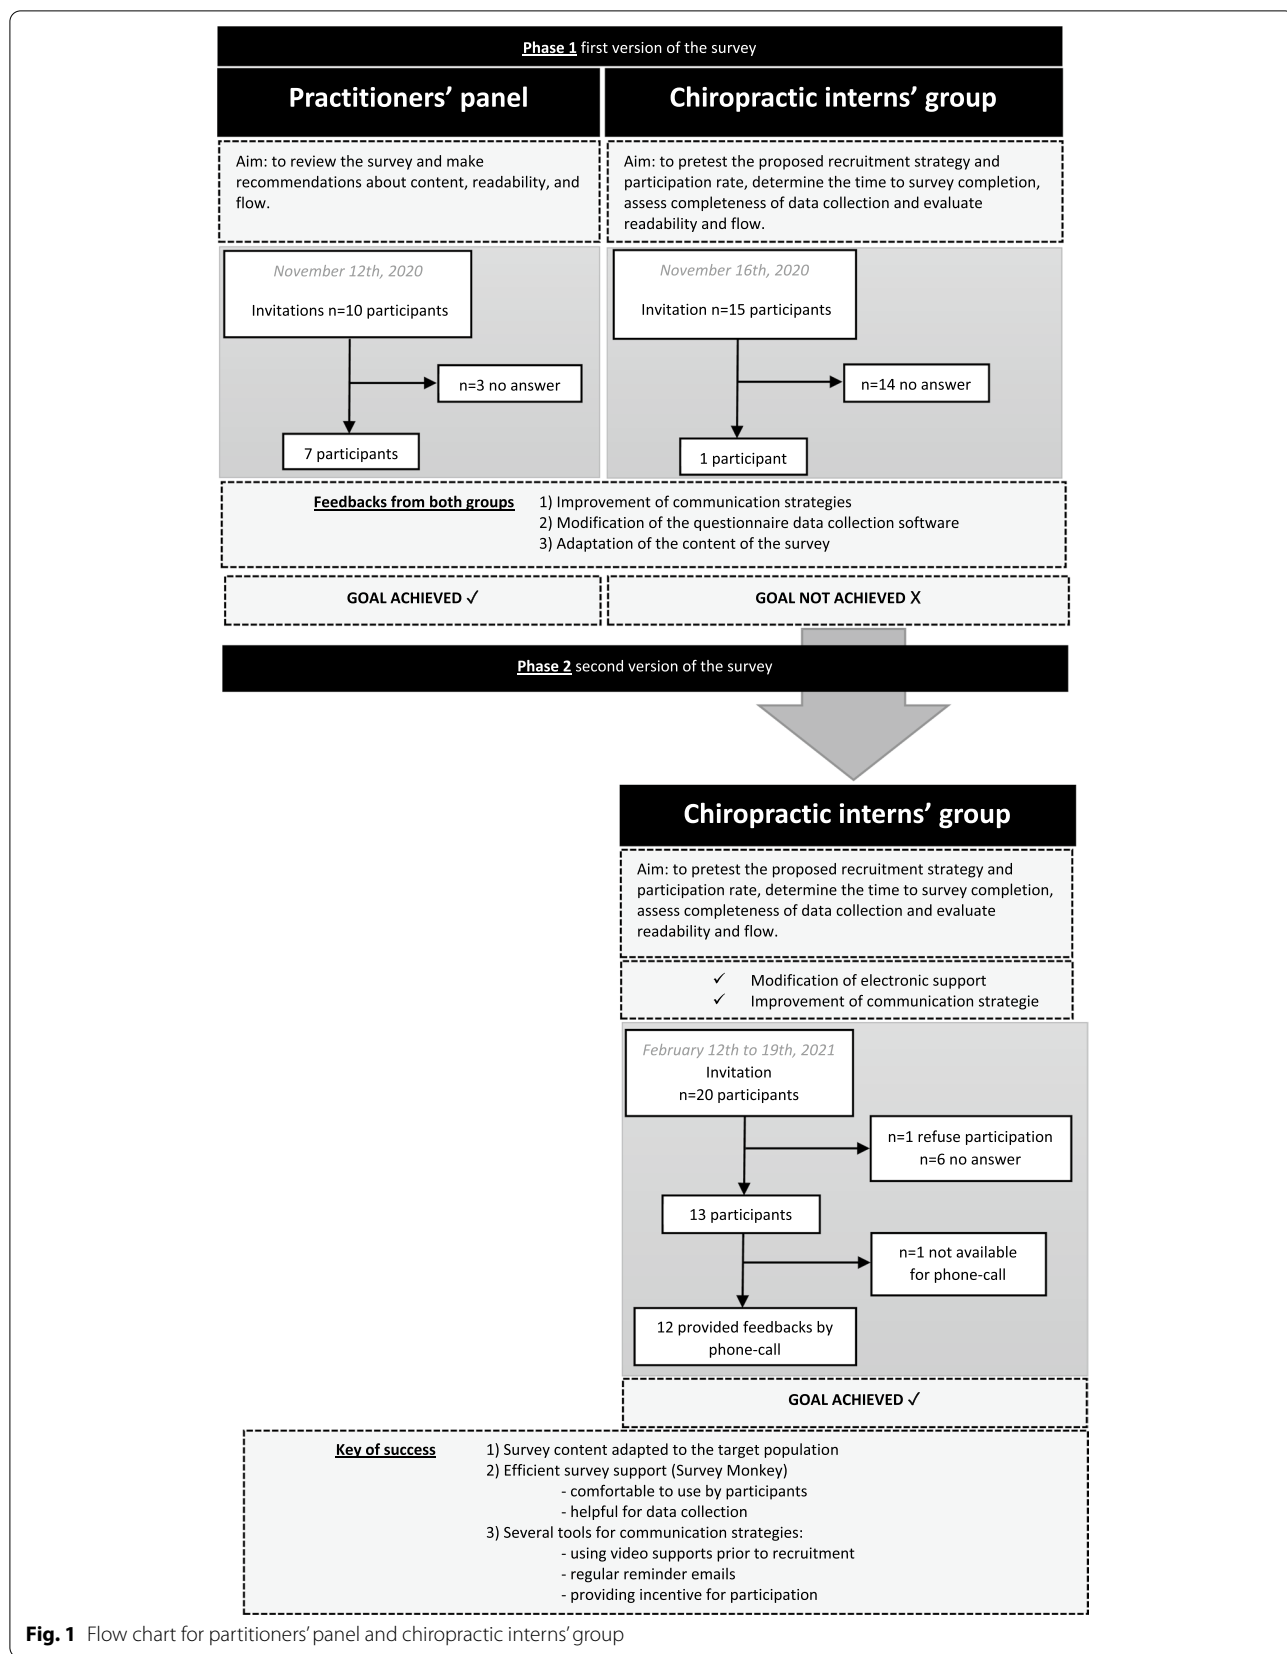 Phase 1 first version of the survey
Practitioners’ panel
Chiropractic interns’ group
Aim: to review the survey and make
recommendations about content, readability, and
flow.
Aim: to pretest the proposed recruitment strategy and
participation rate, determine the time to survey completion,
assess completeness of data collection and evaluate
readability and flow.
November 12th, 2020
Invitations n=10 participants
n=3 no answer
7 participants
November 16th, 2020
Invitation n=15 participants
n=14 no answer
1 participant
Feedbacks from both groups
1) Improvement of communication strategies
2) Modification of the questionnaire data collection software
3) Adaptation of the content of the survey
GOAL ACHIEVED ✓
GOAL NOT ACHIEVED X
Phase 2 second version of the survey
Chiropractic interns’ group
Aim: to pretest the proposed recruitment strategy and
participation rate, determine the time to survey completion,
assess completeness of data collection and evaluate
readability and flow.
✓ Modification of electronic support
✓ Improvement of communication strategie
February 12th to 19th, 2021
Invitation
n=20 participants
n=1 refuse participation
n=6 no answer
13 participants
n=1 not available
for phone-call
12 provided feedbacks by
phone-call
GOAL ACHIEVED ✓
Key of success
1) Survey content adapted to the target population
2) Efficient survey support (Survey Monkey)
- comfortable to use by participants
- helpful for data collection
3) Several tools for communication strategies:
- using video supports prior to recruitment
- regular reminder emails
- providing incentive for participation
Fig. 1 Flow chart for partitioners’ panel and chiropractic interns’ group